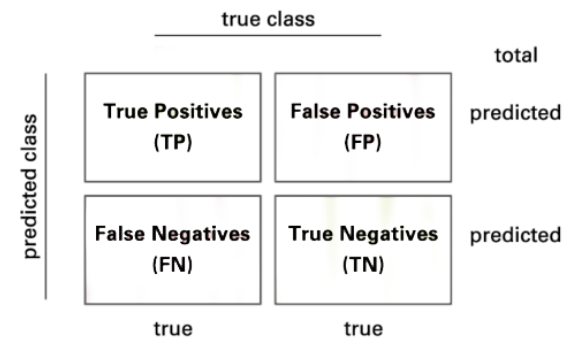 true class
total
predicted class
True Positives
(TP)
False Positives
(FP)
predicted
False Negatives
(FN)
True Negatives
(TN)
predicted
true
true